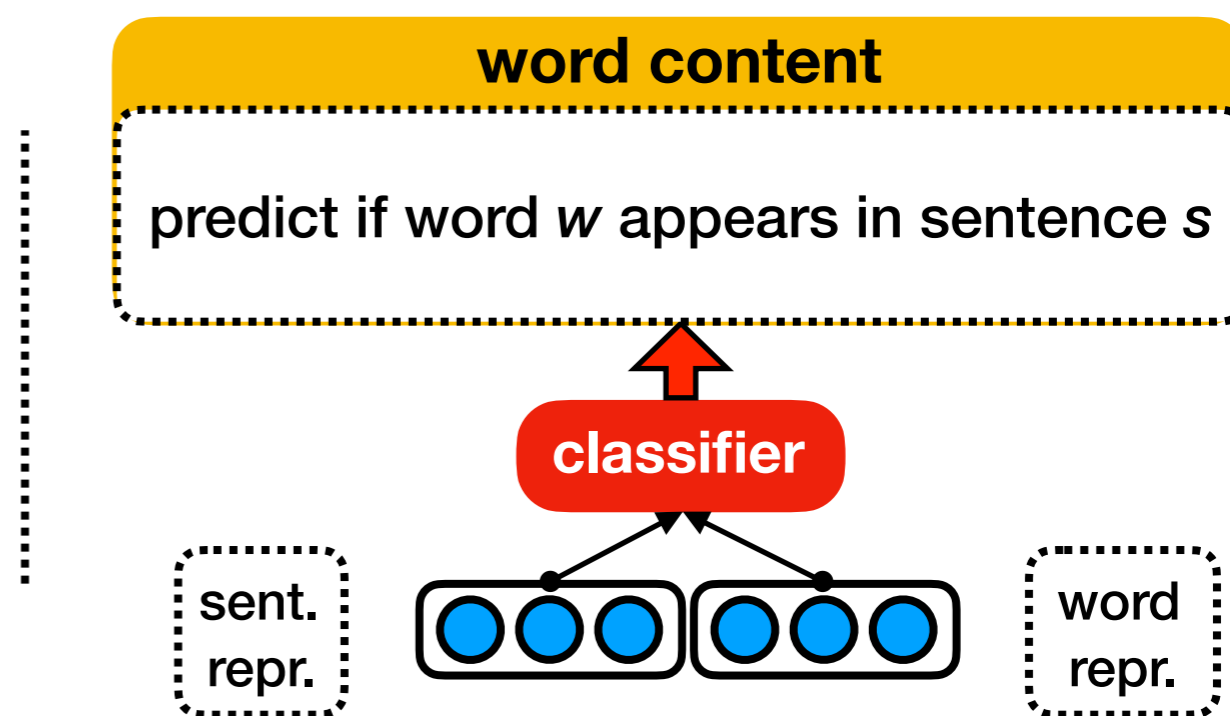 word content
predict if word w appears in sentence s
classifier
sent.
repr.
word
repr.